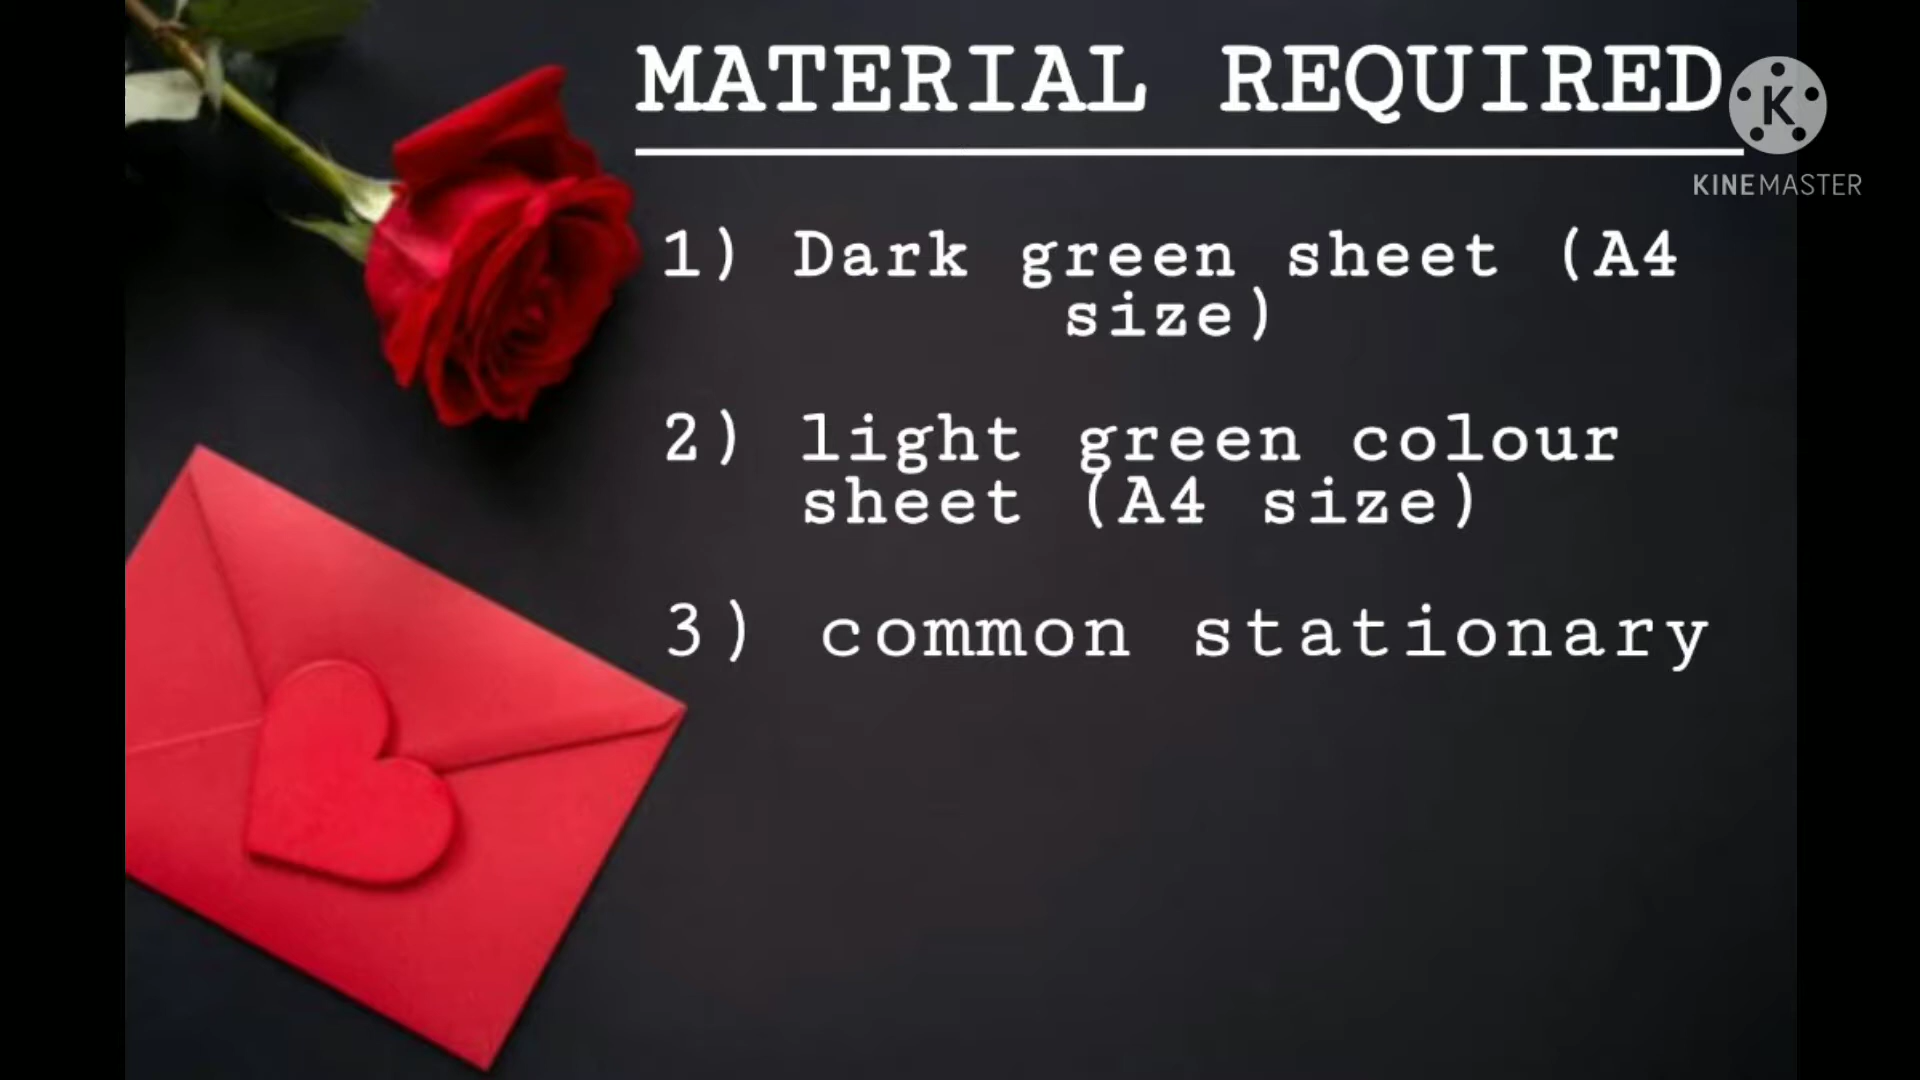 MATERIAL REQUIRED
K
KINEMASTER
1) Dark green sheet (A4
size)
2) light green colour
sheet (A4 size)
3) common stationary